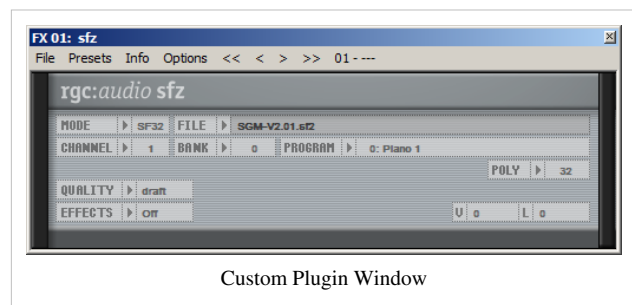 FX 01: sfz
File Presets Info Options << < > >> 01 - ---
rgc:audio sfz
MODE SF32 FILE SGM-V2.01.sf2
CHANNEL 1 BANK 0 PROGRAM 0: Piano 1
POLY 32
QUALITY draft
EFFECTS Off V 0 L 0
Custom Plugin Window